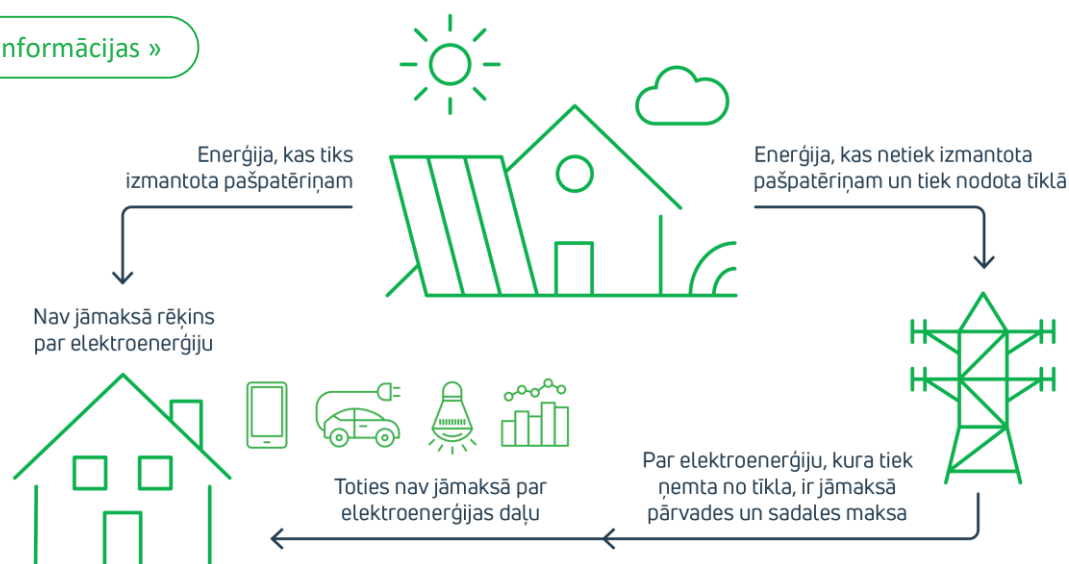 nformācijas »
Enerģija, kas tiks
izmantota pašpatēriņam
Enerģija, kas netiek izmantota
pašpatēriņam un tiek nodota tīklā
Nav jāmaksā rēķins
par elektroenerģiju
Toties nav jāmaksā par
elektroenerģijas daļu
Par elektroenerģiju, kura tiek
ņemta no tīkla, ir jāmaksā
pārvades un sadales maksa